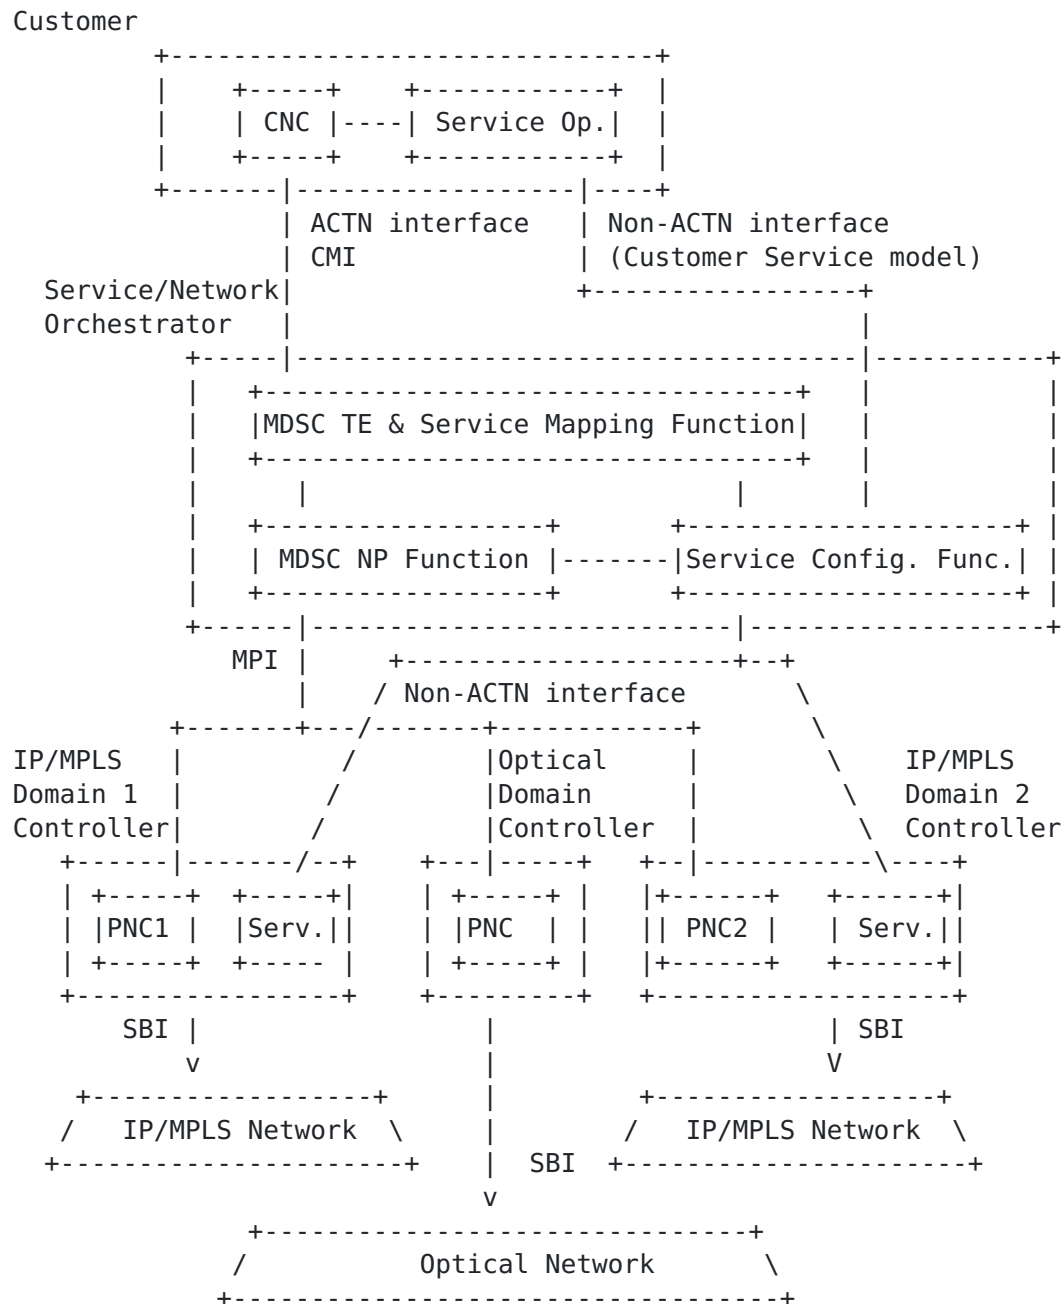 Customer
CNC Service Op.
ACTN interface Non-ACTN interface
CMI (Customer Service model)
Service/Network
Orchestrator
MDSC TE & Service Mapping Function
MDSC NP Function Service Config. Func.
MPI
Non-ACTN interface
IP/MPLS Optical IP/MPLS
Domain 1 Domain Domain 2
Controller Controller Controller
PNC1 Serv. PNC PNC2 Serv.
SBI SBI
v V
IP/MPLS Network IP/MPLS Network
SBI
v
Optical Network